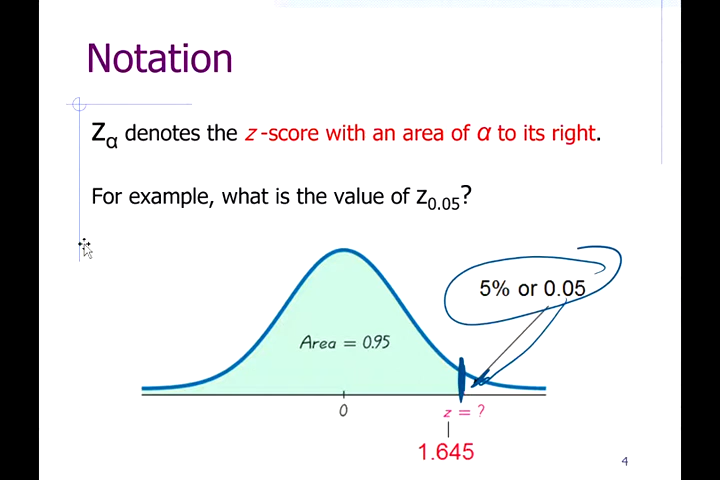 Notation
Zα denotes the z-score with an area of α to its right.
For example, what is the value of z0.05?
5% or 0.05
Area = 0.95
0
z = ?
1.645
4